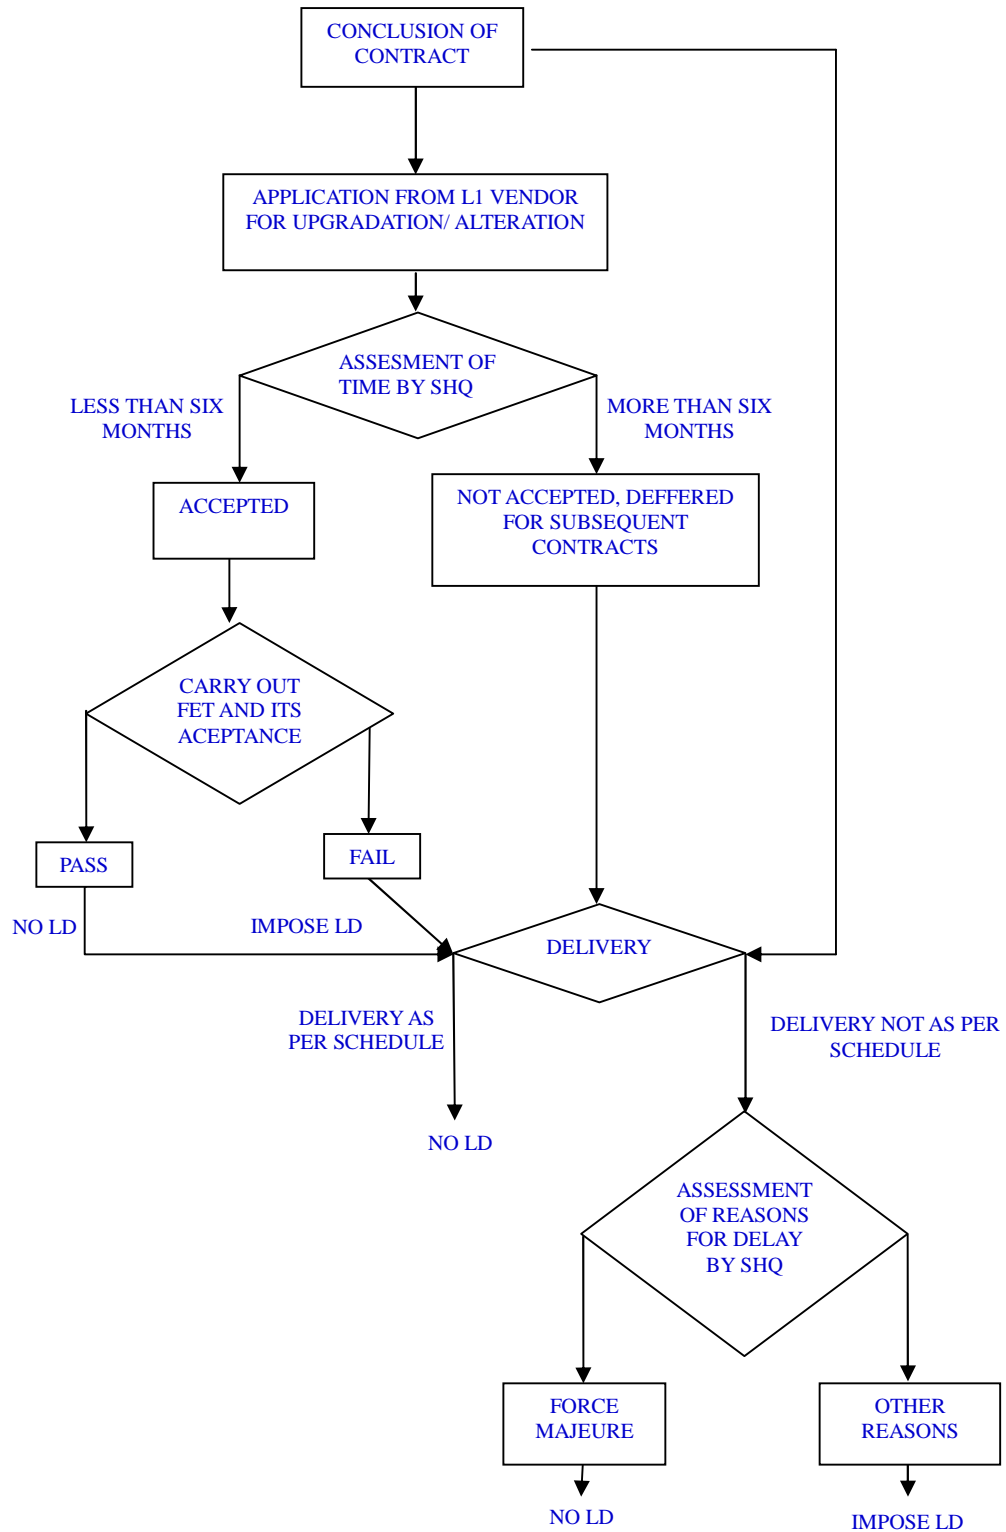 CONCLUSION OF
CONTRACT
APPLICATION FROM L1 VENDOR
FOR UPGRADATION/ ALTERATION
ASSESMENT OF
TIME BY SHQ
LESS THAN SIX
MONTHS
MORE THAN SIX
MONTHS
ACCEPTED
NOT ACCEPTED, DEFFERED
FOR SUBSEQUENT
CONTRACTS
CARRY OUT
FET AND ITS
ACEPTANCE
PASS
FAIL
NO LD
IMPOSE LD
DELIVERY
DELIVERY AS
PER SCHEDULE
DELIVERY NOT AS PER
SCHEDULE
NO LD
ASSESSMENT
OF REASONS
FOR DELAY
BY SHQ
FORCE
MAJEURE
OTHER
REASONS
NO LD
IMPOSE LD